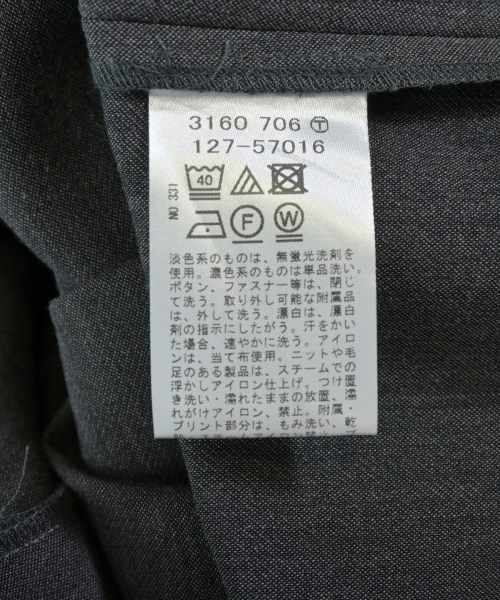 3160 706 Ⓣ
127-57016
NO 331
40
F
W
淡色系のものは、無蛍光洗剤を
使用。濃色系のものは単品洗い。
ボタン、ファスナー等は、閉じ
て洗う。取り外し可能な附属品
は、外して洗う。漂白は、漂白
剤の指示にしたがう。汗をかい
た場合、速やかに洗う。アイロ
ンは、当て布使用。ニットや毛
足のある製品は、スチームでの
浮かしアイロン仕上げ。つけ置
き洗い・濡れたままの放置、濡
れがけアイロン、禁止。附属・
プリント部分は、もみ洗い、乾